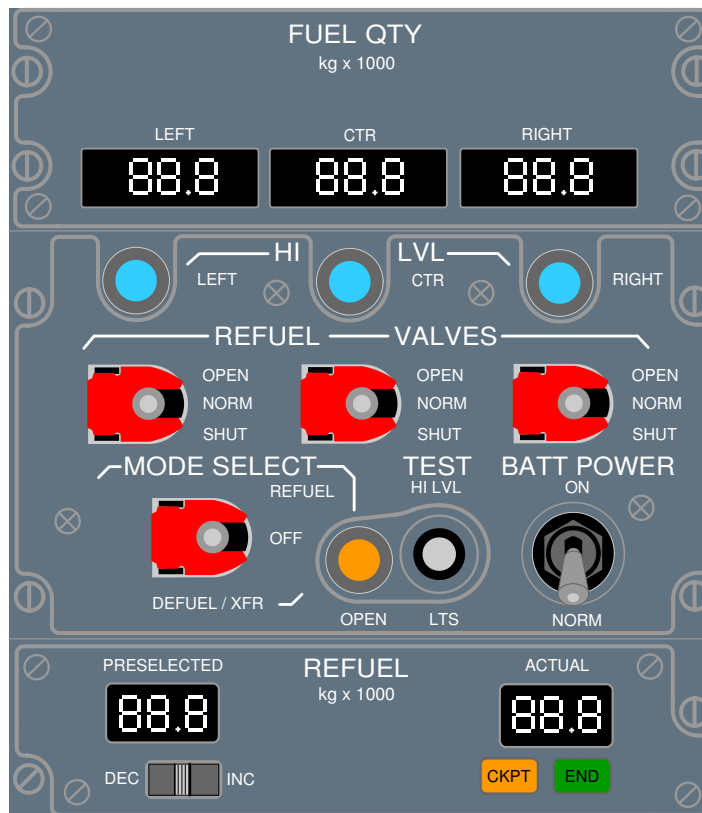 FUEL QTY
kg x 1000
LEFT CTR RIGHT
88.8 88.8 88.8
HI LVL
LEFT CTR RIGHT
REFUEL VALVES
OPEN OPEN OPEN
NORM NORM NORM
SHUT SHUT SHUT
MODE SELECT TEST BATT POWER
REFUEL HI LVL ON
OFF
DEFUEL / XFR
OPEN LTS NORM
PRESELECTED REFUEL ACTUAL
kg x 1000
88.8 88.8
DEC INC CKPT END